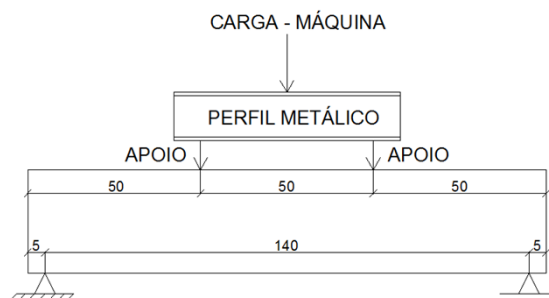 CARGA - MÁQUINA
PERFIL METÁLICO
APOIO APOIO
50 50 50
5 140 5